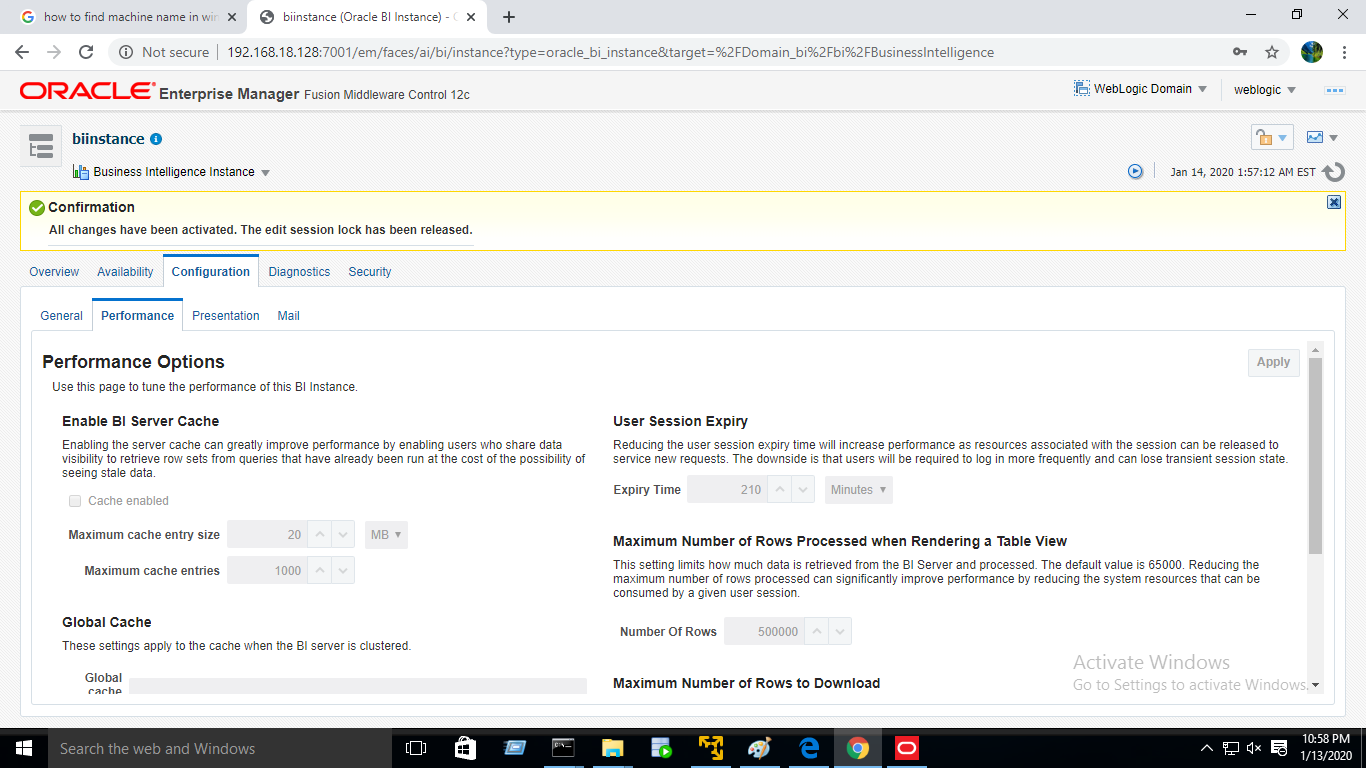 how to find machine name in win
biinstance (Oracle BI Instance) -
Not secure
192.168.18.128:7001/em/faces/ai/bi/instance?type=oracle_bi_instance&target=%2FDomain_bi%2Fbi%2FBusinessIntelligence
ORACLE Enterprise Manager Fusion Middleware Control 12c
WebLogic Domain
weblogic
biinstance
Business Intelligence Instance
Jan 14, 2020 1:57:12 AM EST
Confirmation
All changes have been activated. The edit session lock has been released.
Overview Availability Configuration Diagnostics Security
General Performance Presentation Mail
Performance Options
Apply
Use this page to tune the performance of this BI Instance.
Enable BI Server Cache
Enabling the server cache can greatly improve performance by enabling users who share data
visibility to retrieve row sets from queries that have already been run at the cost of the possibility of
seeing stale data.
Cache enabled
Maximum cache entry size 20 MB
Maximum cache entries 1000
Global Cache
These settings apply to the cache when the BI server is clustered.
Global
cache
User Session Expiry
Reducing the user session expiry time will increase performance as resources associated with the session can be released to
service new requests. The downside is that users will be required to log in more frequently and can lose transient session state.
Expiry Time 210 Minutes
Maximum Number of Rows Processed when Rendering a Table View
This setting limits how much data is retrieved from the BI Server and processed. The default value is 65000. Reducing the
maximum number of rows processed can significantly improve performance by reducing the system resources that can be
consumed by a given user session.
Number Of Rows 500000
Maximum Number of Rows to Download
Activate Windows
Go to Settings to activate Windows.
Search the web and Windows
10:58 PM
1/13/2020